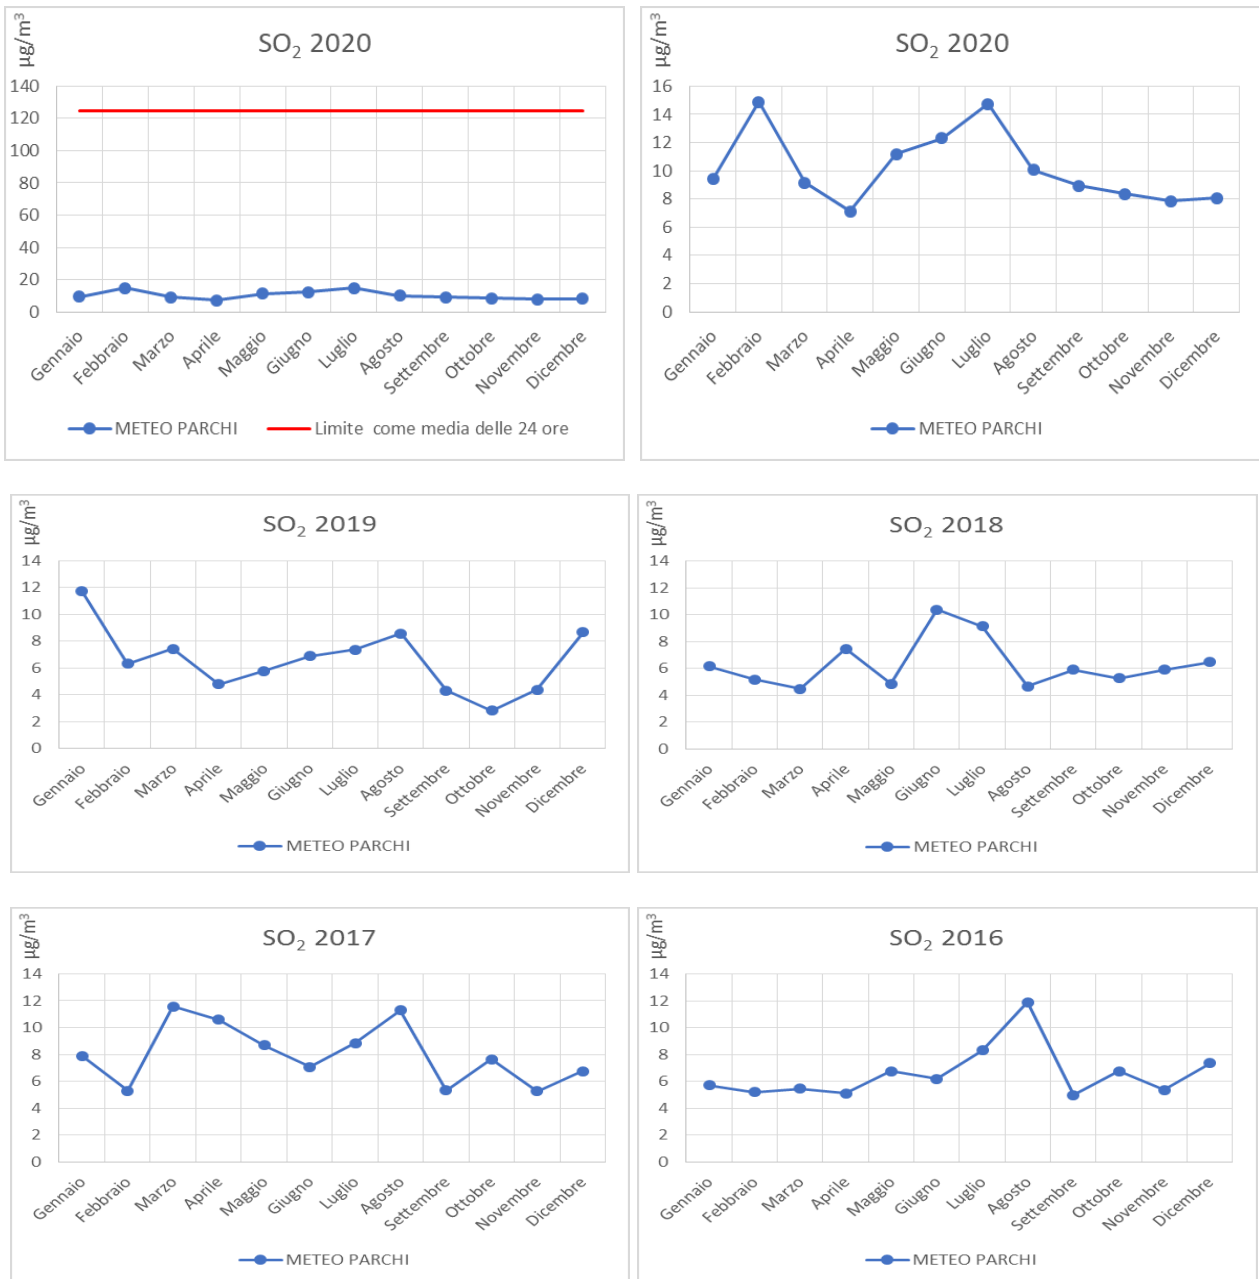 µg/m³
SO₂ 2020
140
120
100
80
60
40
20
0
Gennaio
Febbraio
Marzo
Aprile
Maggio
Giugno
Luglio
Agosto
Settembre
Ottobre
Novembre
Dicembre
METEO PARCHI
Limite come media delle 24 ore
µg/m³
SO₂ 2020
16
14
12
10
8
6
4
2
0
Gennaio
Febbraio
Marzo
Aprile
Maggio
Giugno
Luglio
Agosto
Settembre
Ottobre
Novembre
Dicembre
METEO PARCHI
µg/m³
SO₂ 2019
14
12
10
8
6
4
2
0
Gennaio
Febbraio
Marzo
Aprile
Maggio
Giugno
Luglio
Agosto
Settembre
Ottobre
Novembre
Dicembre
METEO PARCHI
µg/m³
SO₂ 2018
14
12
10
8
6
4
2
0
Gennaio
Febbraio
Marzo
Aprile
Maggio
Giugno
Luglio
Agosto
Settembre
Ottobre
Novembre
Dicembre
METEO PARCHI
µg/m³
SO₂ 2017
14
12
10
8
6
4
2
0
Gennaio
Febbraio
Marzo
Aprile
Maggio
Giugno
Luglio
Agosto
Settembre
Ottobre
Novembre
Dicembre
METEO PARCHI
µg/m³
SO₂ 2016
14
12
10
8
6
4
2
0
Gennaio
Febbraio
Marzo
Aprile
Maggio
Giugno
Luglio
Agosto
Settembre
Ottobre
Novembre
Dicembre
METEO PARCHI